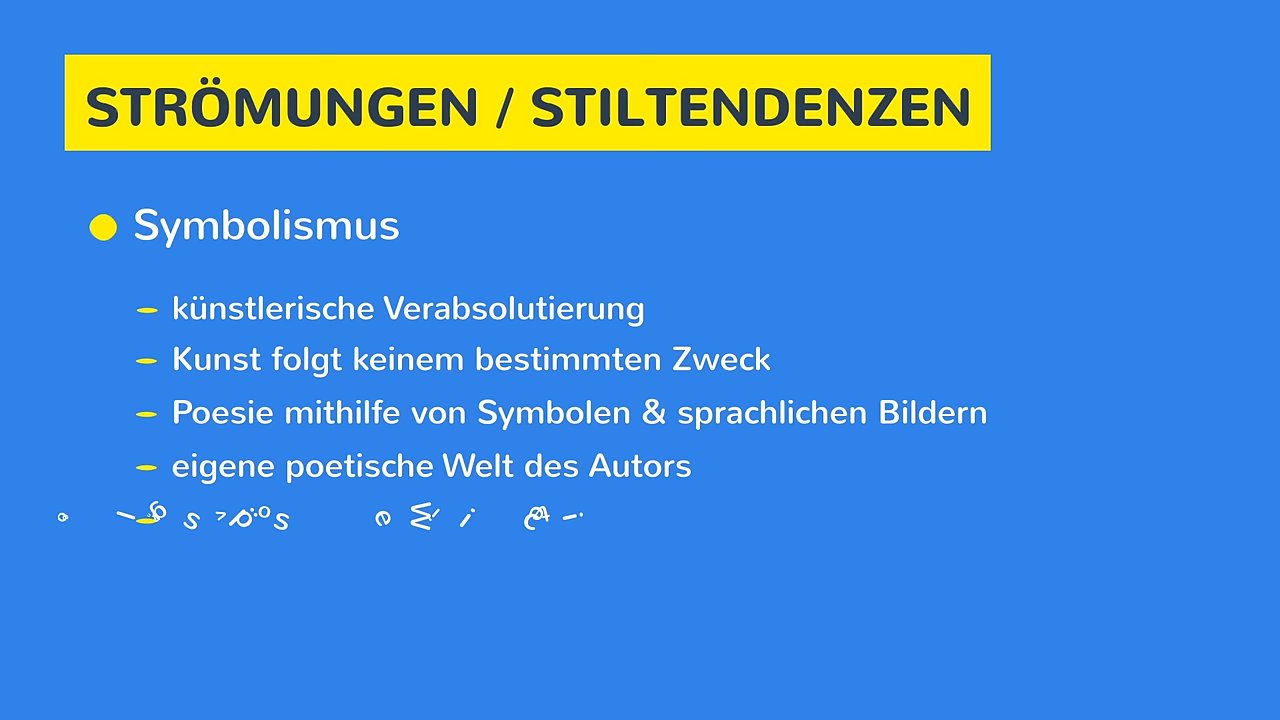 STRÖMUNGEN / STILTENDENZEN
Symbolismus
künstlerische Verabsolutierung
Kunst folgt keinem bestimmten Zweck
Poesie mithilfe von Symbolen & sprachlichen Bildern
eigene poetische Welt des Autors